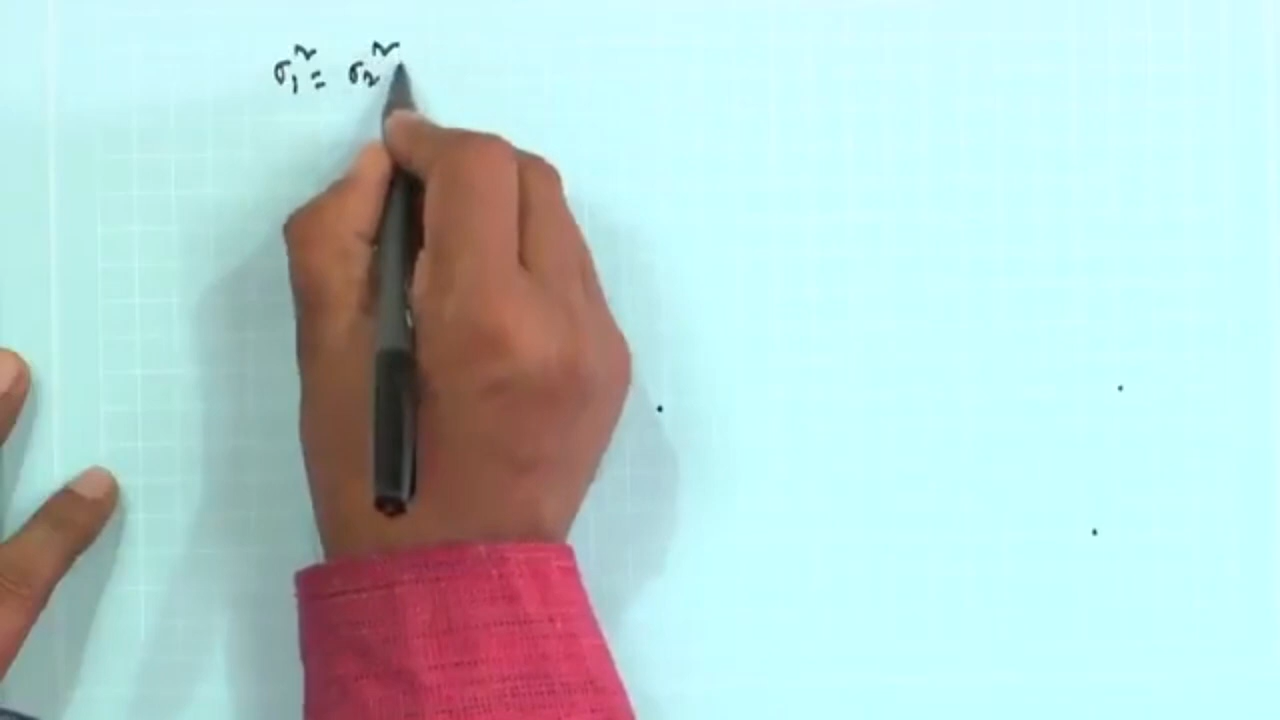 σ₁² = σ₂²